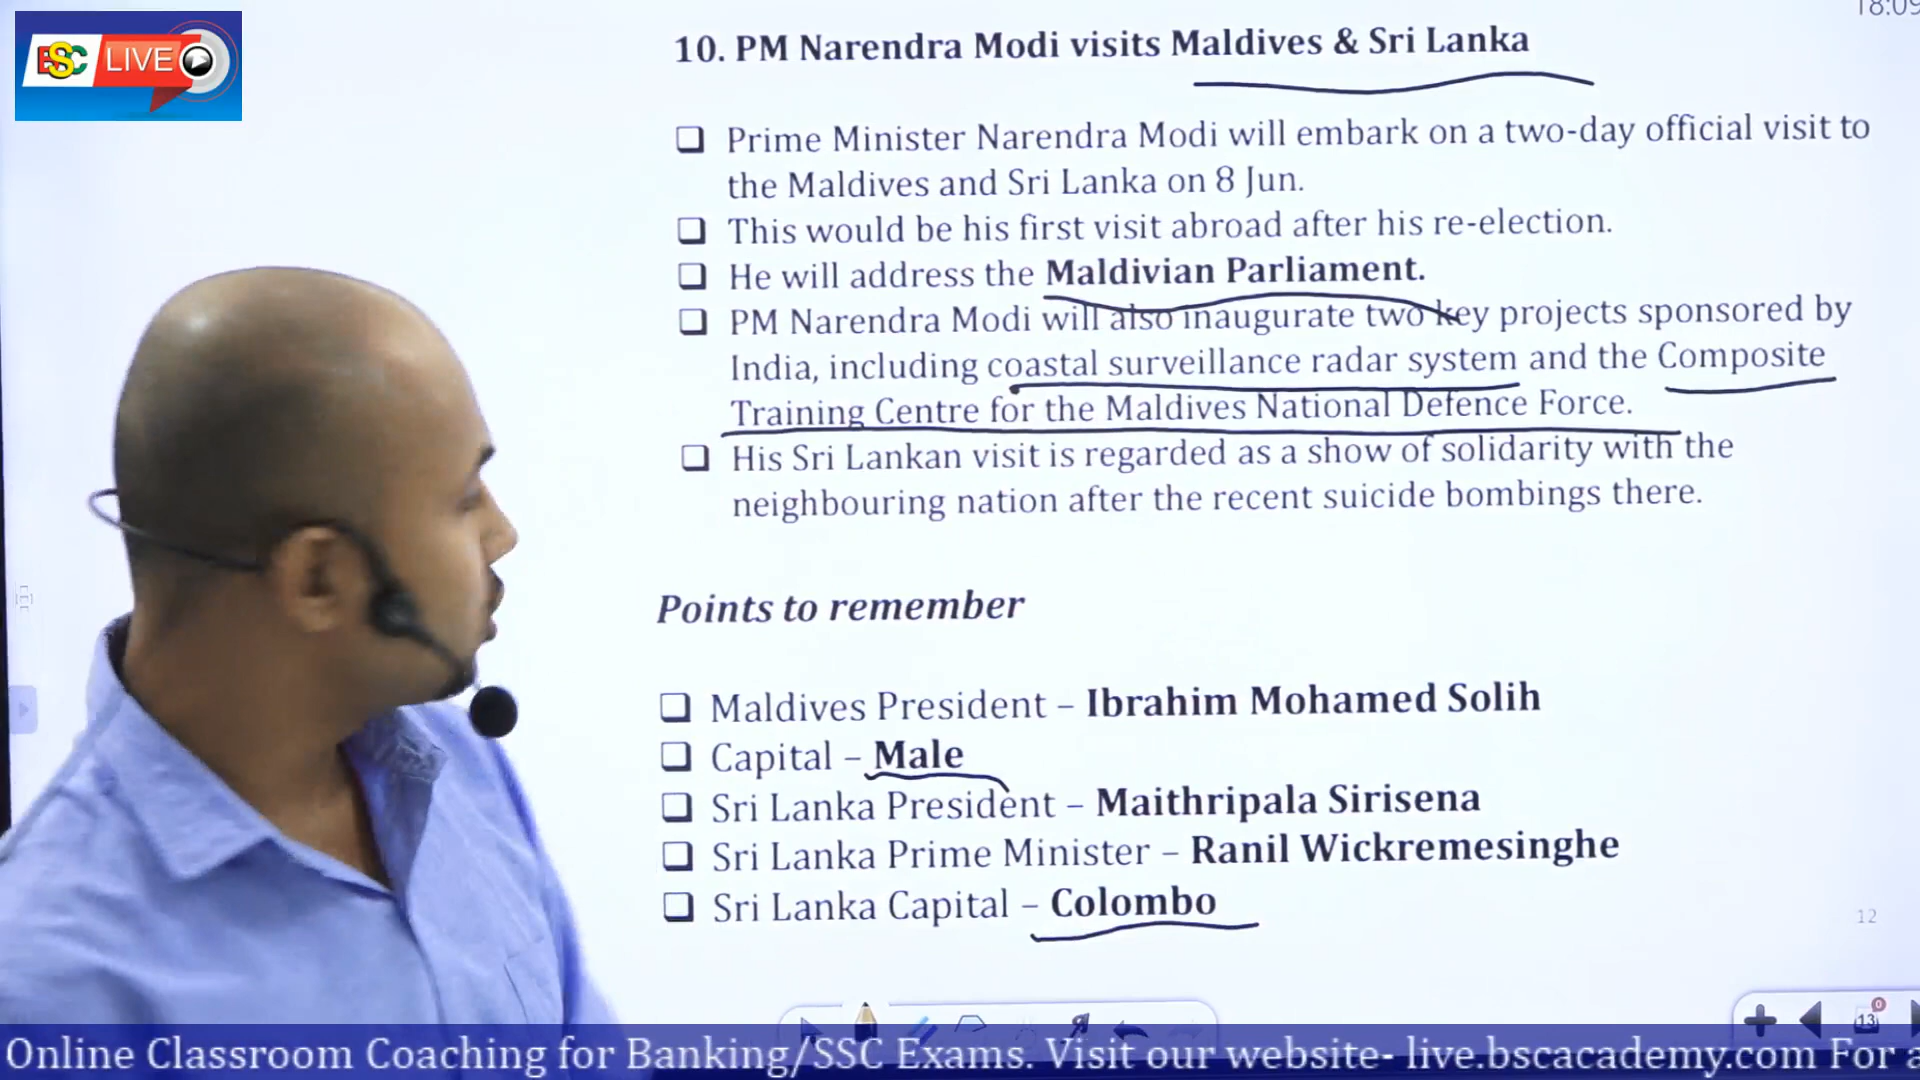 18:09
BSC LIVE
10. PM Narendra Modi visits Maldives & Sri Lanka
❑ Prime Minister Narendra Modi will embark on a two-day official visit to
the Maldives and Sri Lanka on 8 Jun.
❑ This would be his first visit abroad after his re-election.
❑ He will address the Maldivian Parliament.
❑ PM Narendra Modi will also inaugurate two key projects sponsored by
India, including coastal surveillance radar system and the Composite
Training Centre for the Maldives National Defence Force.
❑ His Sri Lankan visit is regarded as a show of solidarity with the
neighbouring nation after the recent suicide bombings there.
Points to remember
❑ Maldives President – Ibrahim Mohamed Solih
❑ Capital – Male
❑ Sri Lanka President – Maithripala Sirisena
❑ Sri Lanka Prime Minister – Ranil Wickremesinghe
❑ Sri Lanka Capital – Colombo
12
0
13
Online Classroom Coaching for Banking/SSC Exams. Visit our website- live.bscacademy.com For a